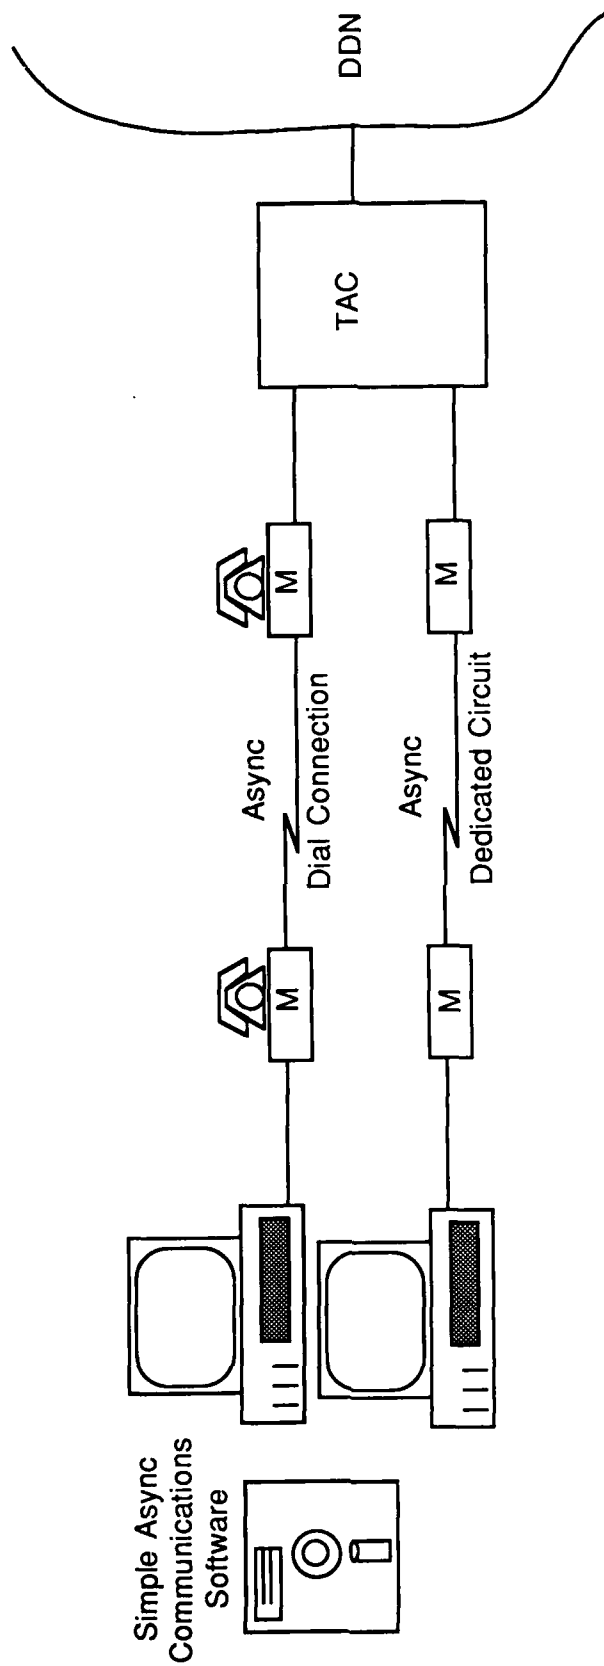 Simple Async
Communications
Software
M
Async
Dial Connection
M
M
Async
Dedicated Circuit
M
TAC
DDN